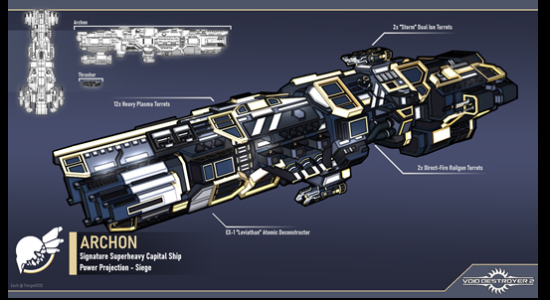 Archon
2x "Storm" Dual Ion Turrets
Thrasher
12x Heavy Plasma Turrets
2x Direct-Fire Railgun Turrets
EX-1 "Leviathan" Atomic Deconstructor
ARCHON
Signature Superheavy Capital Ship
Power Projection - Siege
VOID DESTROYER 2